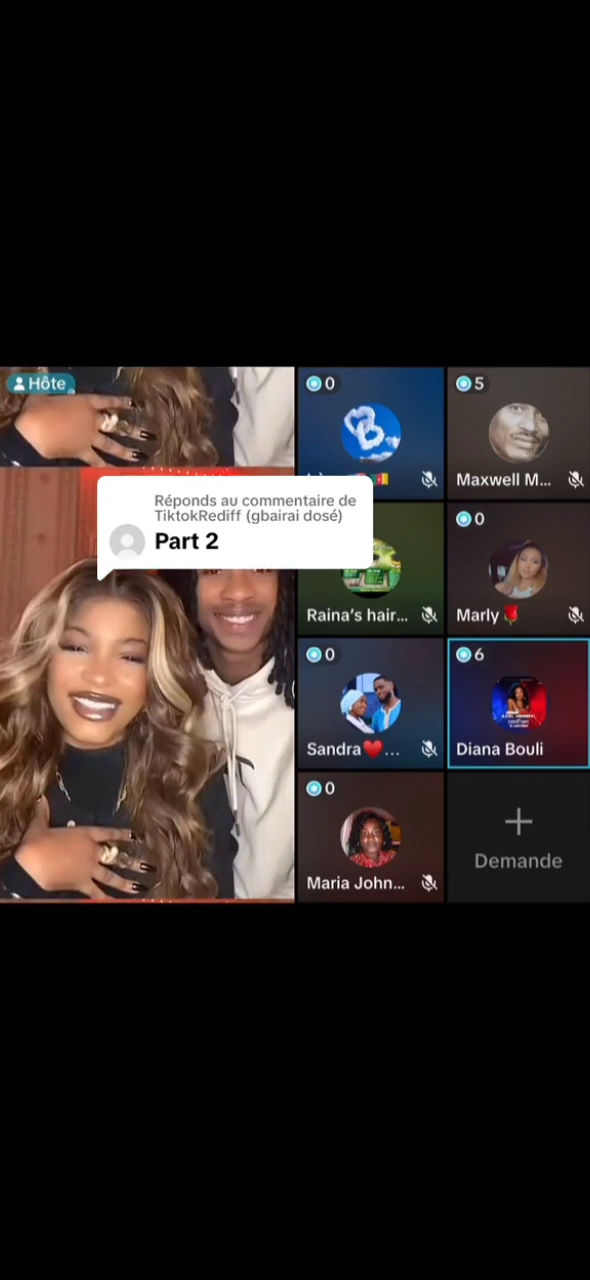 Hôte
0
5
Maxwell M...
Réponds au commentaire de
TiktokRediff (gbairai dosé)
Part 2
0
Raina's hair...
Marly🌹
0
6
Sandra❤️...
Diana Bouli
0
Maria John...
Demande